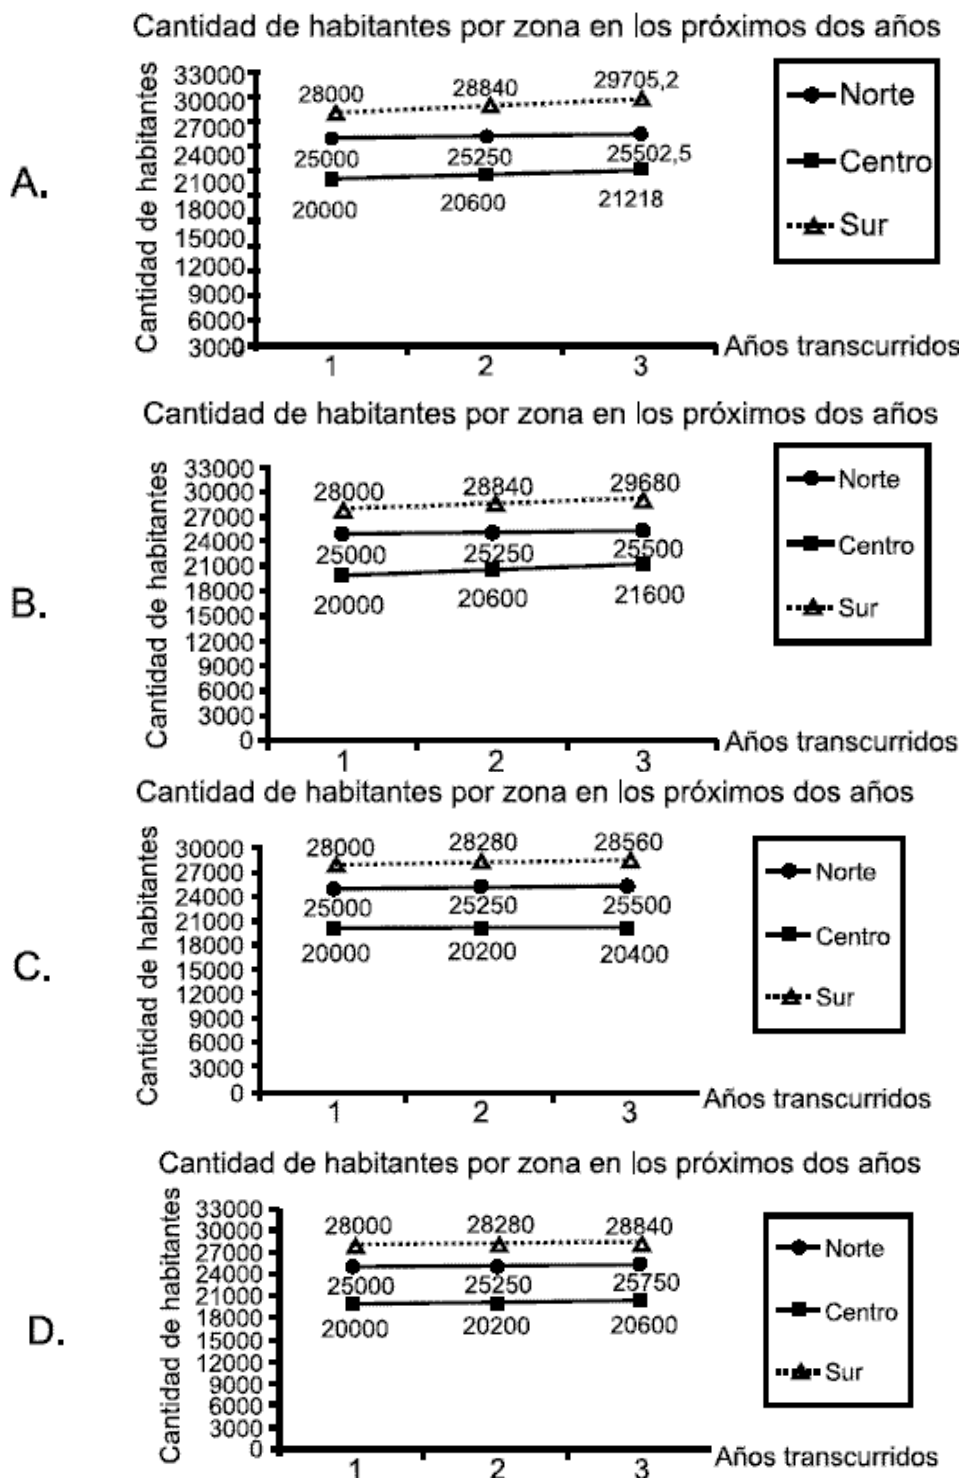 Cantidad de habitantes por zona en los próximos dos años
A.
Cantidad de habitantes
33000
30000
27000
24000
21000
18000
15000
12000
9000
6000
3000
28000 28840 29705,2
25000 25250 25502,5
20000 20600 21218
1 2 3
Años transcurridos
Norte
Centro
Sur
Cantidad de habitantes por zona en los próximos dos años
B.
Cantidad de habitantes
33000
30000
27000
24000
21000
18000
15000
12000
9000
6000
3000
0
28000 28840 29680
25000 25250 25500
20000 20600 21600
1 2 3
Años transcurridos
Norte
Centro
Sur
Cantidad de habitantes por zona en los próximos dos años
C.
Cantidad de habitantes
30000
27000
24000
21000
18000
15000
12000
9000
6000
3000
0
28000 28280 28560
25000 25250 25500
20000 20200 20400
1 2 3
Años transcurridos
Norte
Centro
Sur
Cantidad de habitantes por zona en los próximos dos años
D.
Cantidad de habitantes
33000
30000
27000
24000
21000
18000
15000
12000
9000
6000
3000
0
28000 28280 28840
25000 25250 25750
20000 20200 20600
1 2 3
Años transcurridos
Norte
Centro
Sur